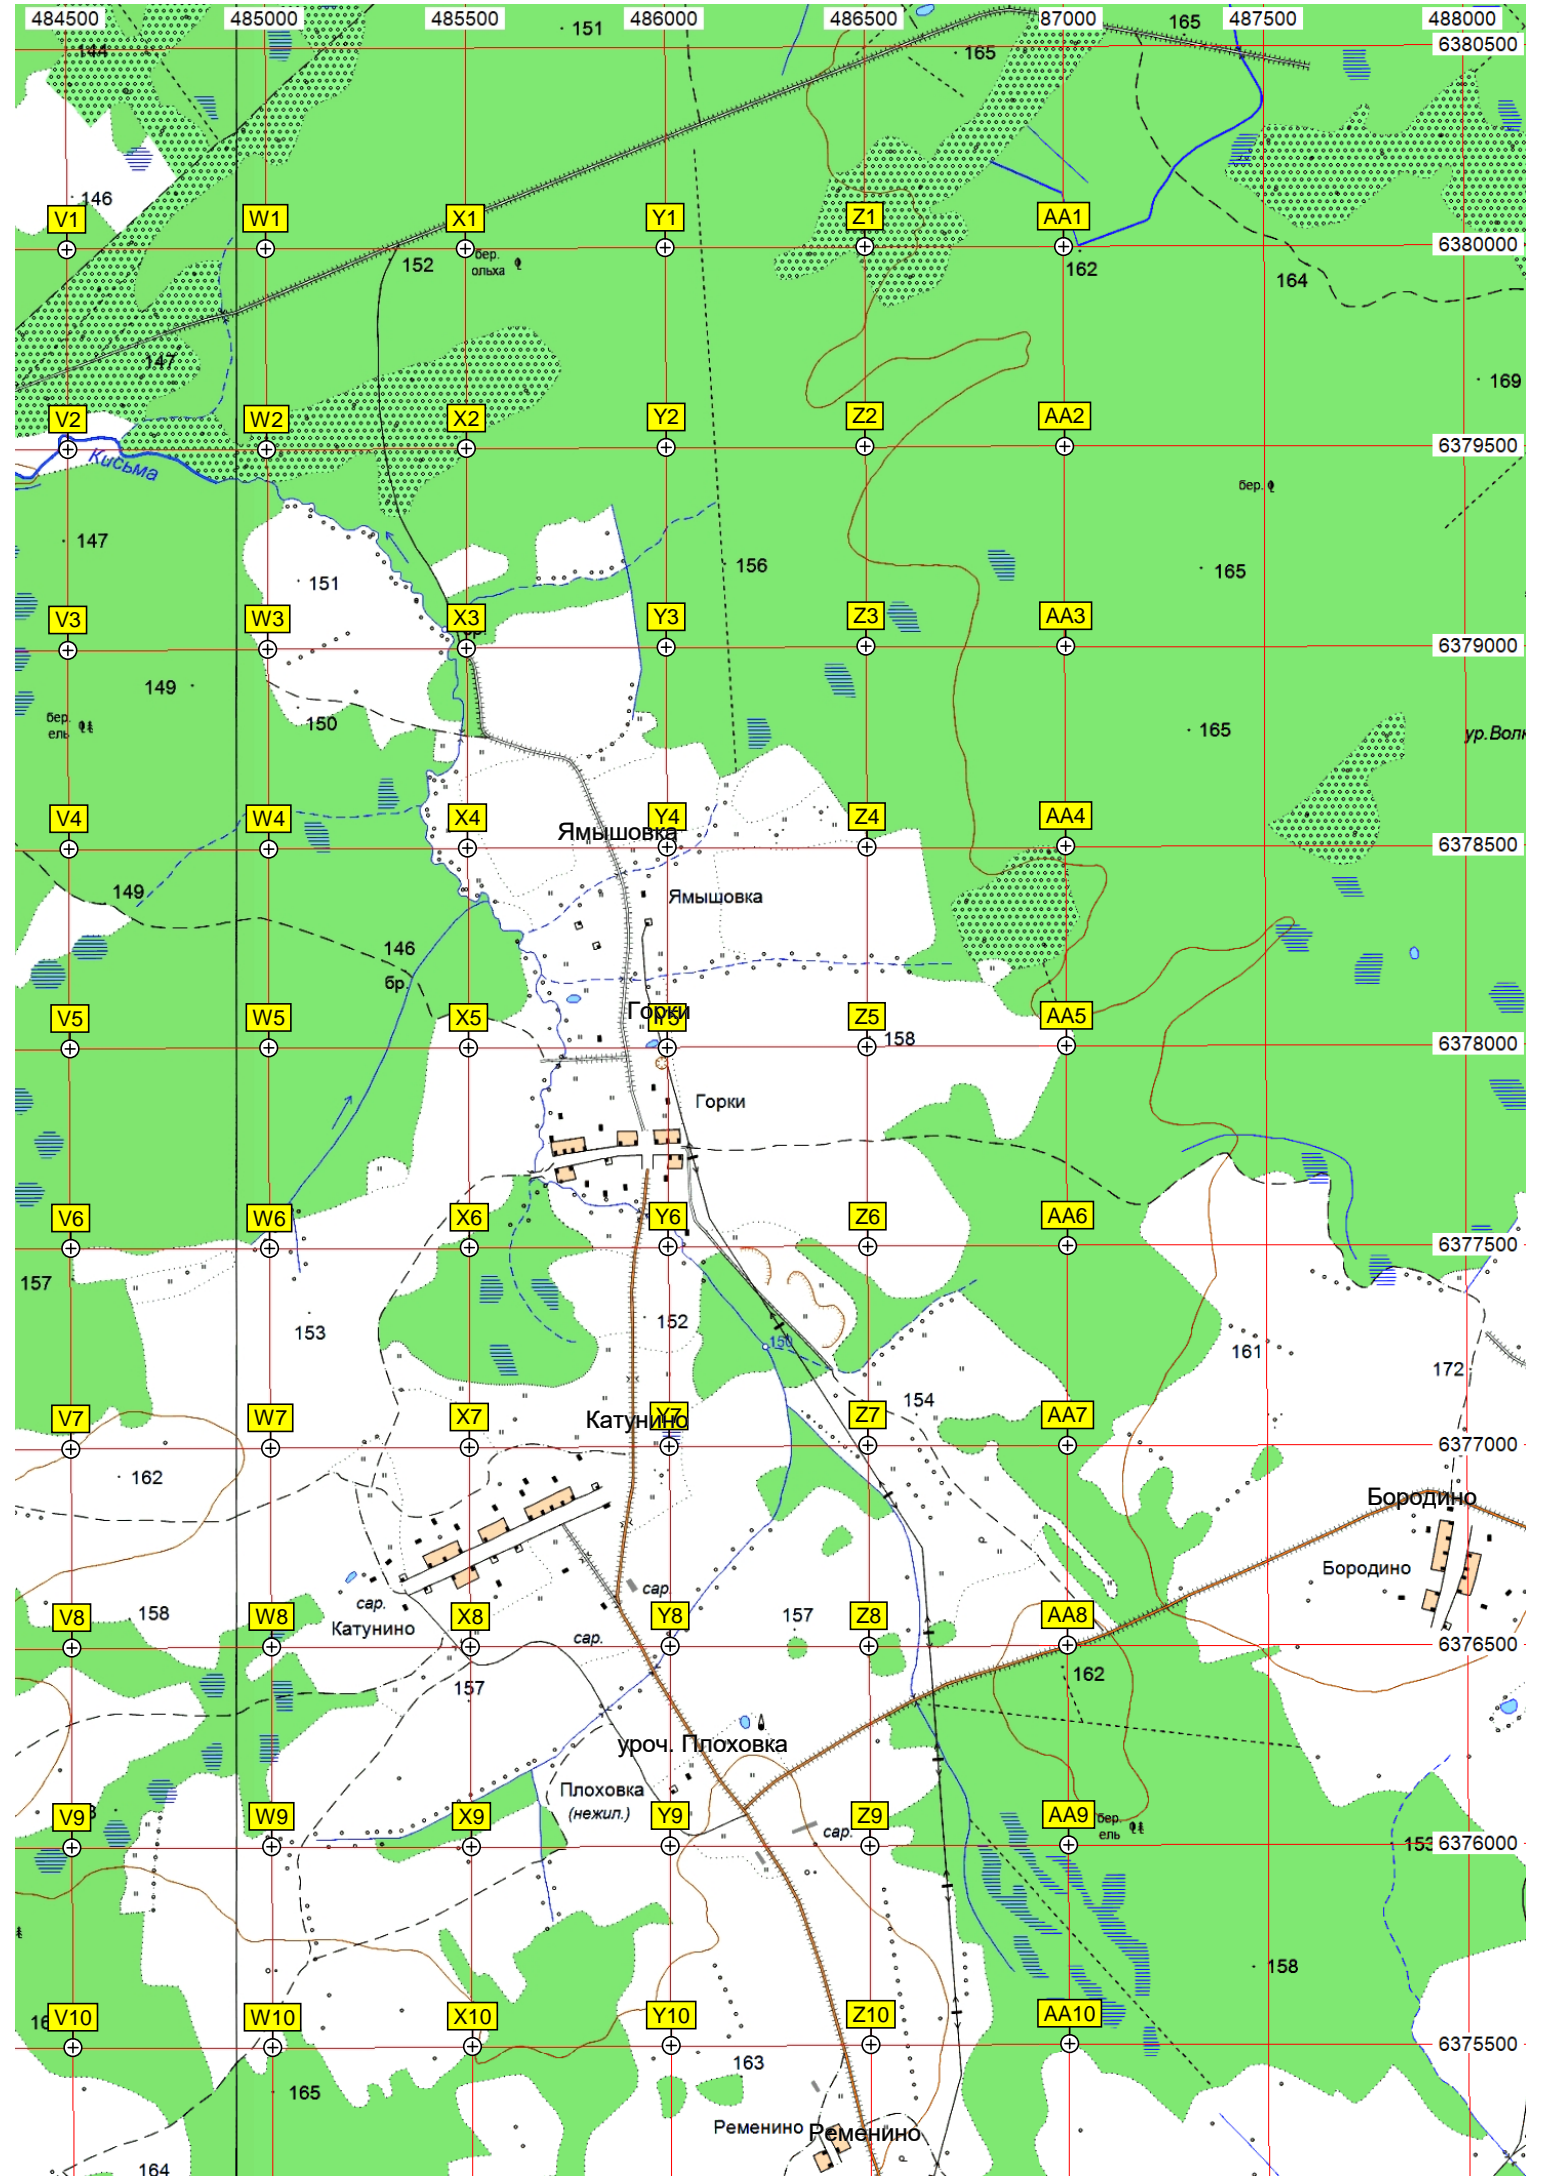 484500 485000 485500 486000 486500 87000 487500 488000
144
151
165
165
6380500
146
V1 W1 X1 Y1 Z1 AA1
6380000
152
бер.
ольха
162
164
147
169
V2 W2 X2 Y2 Z2 AA2
6379500
Кисьма
бер.
147
151
156
165
V3 W3 X3 Y3 Z3 AA3
6379000
149
бер.
ель
150
165
ур.Волк
V4 W4 X4 Y4 Z4 AA4
6378500
Ямышовка
149
Ямышовка
146
бр.
V5 W5 X5 Y5 Z5 AA5
Горки
158
6378000
Горки
V6 W6 X6 Y6 Z6 AA6
6377500
157
153
152
150
161
172
154
V7 W7 X7 Y7 Z7 AA7
Катунино
6377000
162
Бородино
Бородино
сар.
сар.
158
V8 W8 X8 Y8 Z8 AA8
157
Катунино
сар.
6376500
157
162
уроч. Плоховка
Плоховка
(нежил.)
V9 W9 X9 Y9 Z9 AA9
бер.
ель
сар.
153
6376000
158
V10 W10 X10 Y10 Z10 AA10
6375500
163
165
Ременино
Ременино
164